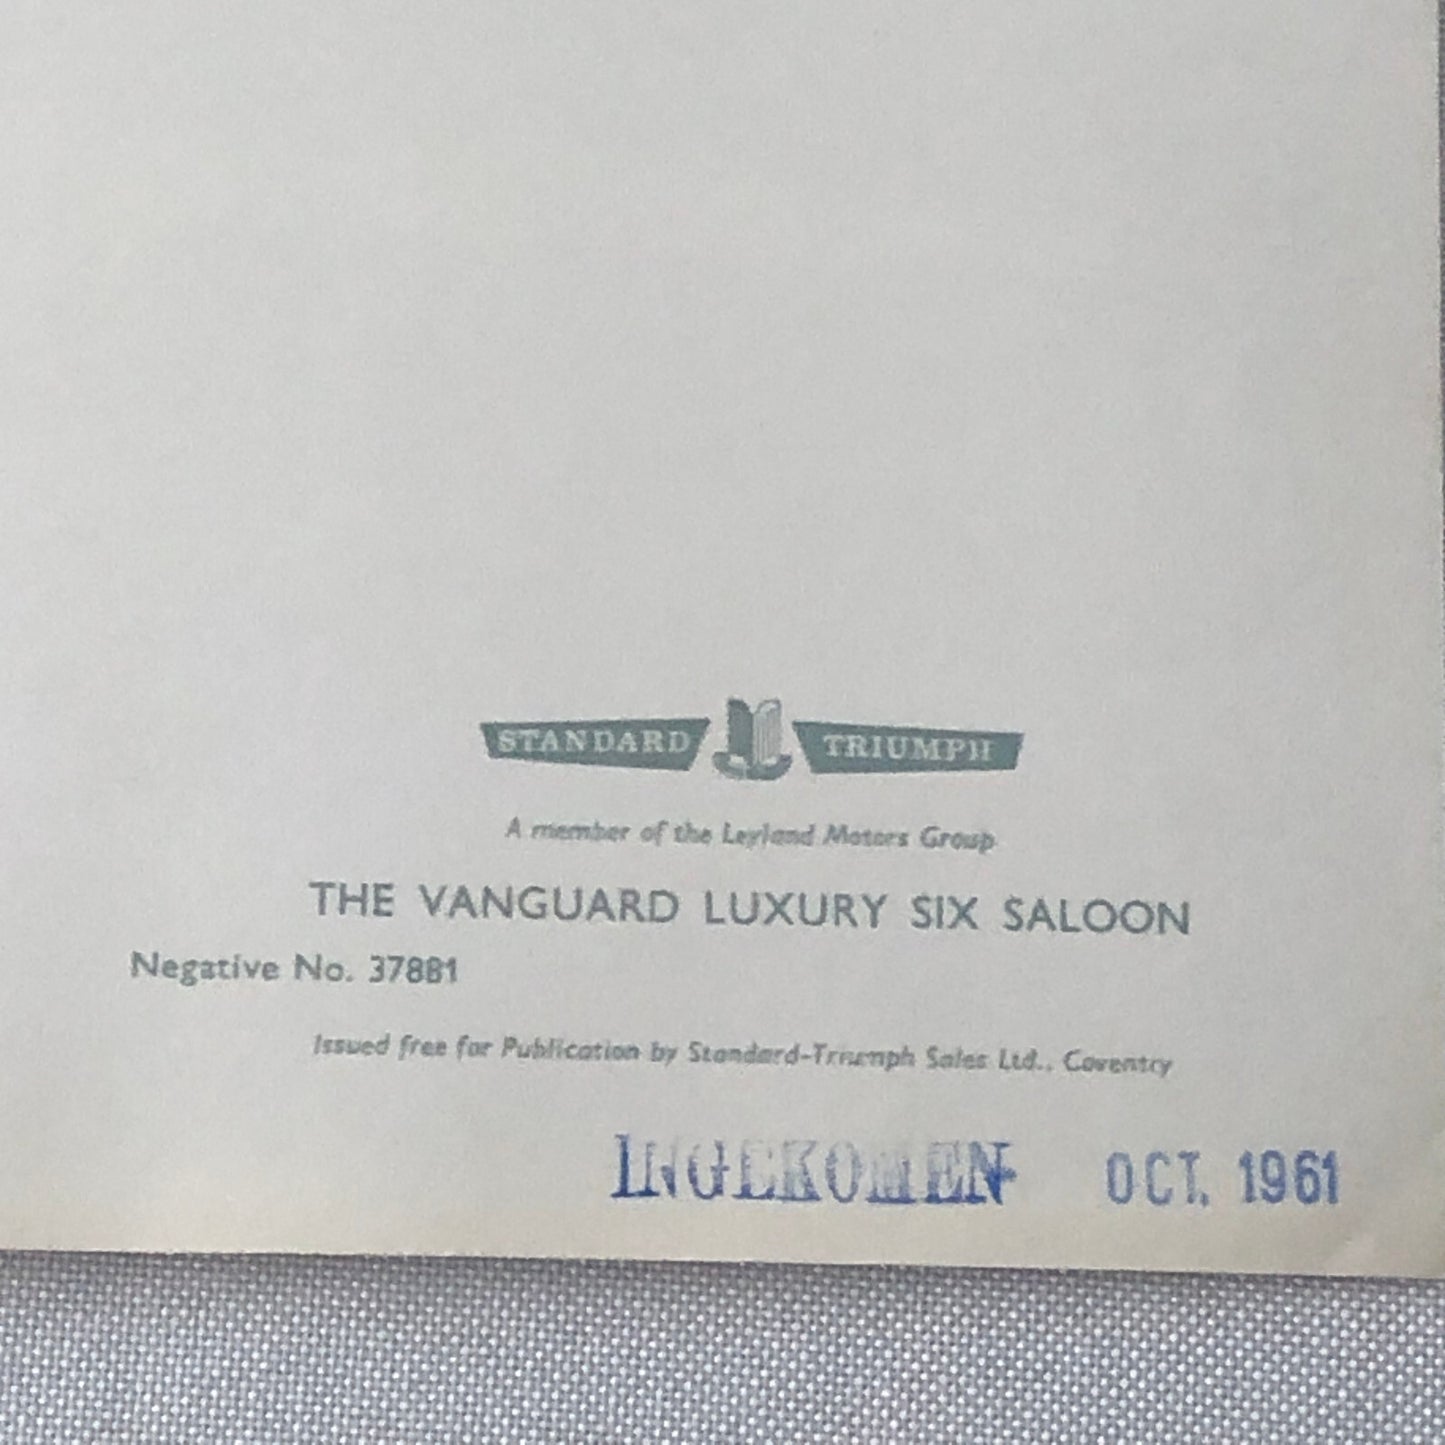 STANDARD TRIUMPH
A member of the Leyland Motors Group
THE VANGUARD LUXURY SIX SALOON
Negative No. 37881
Issued free for Publication by Standard-Triumph Sales Ltd., Coventry
INGEKOMEN OCT. 1961